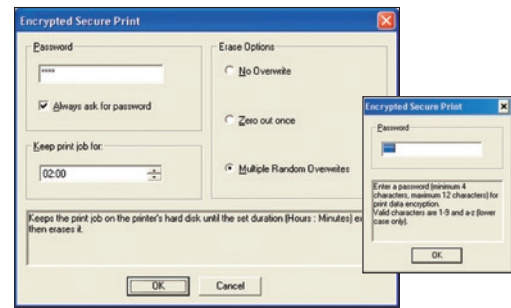 Encrypted Secure Print
Password
****
Always ask for password
Keep print job for:
02:00
Erase Options
No Overwrite
Zero out once
Multiple Random Overwrites
Keeps the print job on the printer's hard disk until the set duration (Hours : Minutes)
then erases it.
OK
Cancel
Encrypted Secure Print
Password
Enter a password (minimum 4
characters, maximum 12 characters) for
print data encryption.
Valid characters are 1-9 and a-z (lower
case only).
OK